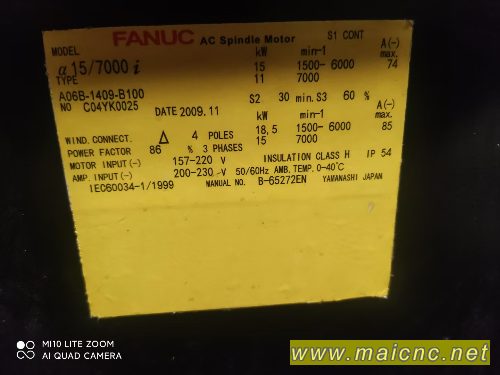 FANUC AC Spindle Motor S1 CONT
MODEL kW min-1 A(~) max.
α 15/7000 i 15 1500- 6000 74
TYPE 11 7000
A06B-1409-B100 S2 30 min. S3 60 %
NO C04YK0025 DATE 2009.11 kW min-1 A(~) max.
WIND. CONNECT. Δ 4 POLES 18,5 1500- 6000 85
POWER FACTOR 86 % 3 PHASES 15 7000
MOTOR INPUT(~) 157-220 V INSULATION CLASS H IP 54
AMP. INPUT(~) 200-230 V 50/60Hz AMB. TEMP. 0-40℃
IEC60034-1/1999 MANUAL NO. B-65272EN YAMANASHI JAPAN
MI10 LITE ZOOM
AI QUAD CAMERA
www.maicnc.net